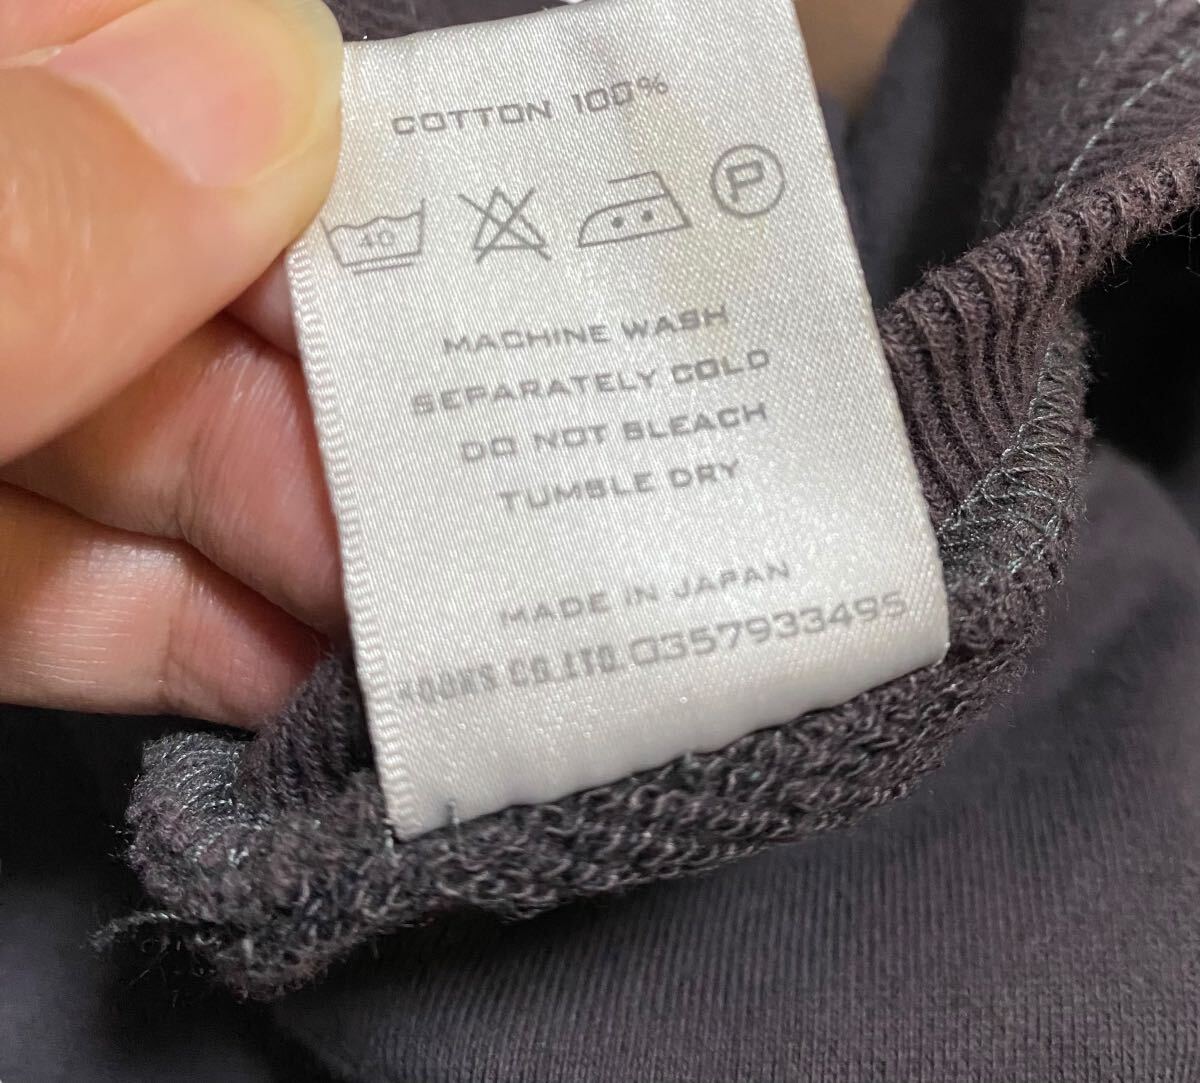 COTTON 100%
40 P
MACHINE WASH
SEPARATELY COLD
DO NOT BLEACH
TUMBLE DRY
MADE IN JAPAN
CO.,LTD. 0357933495